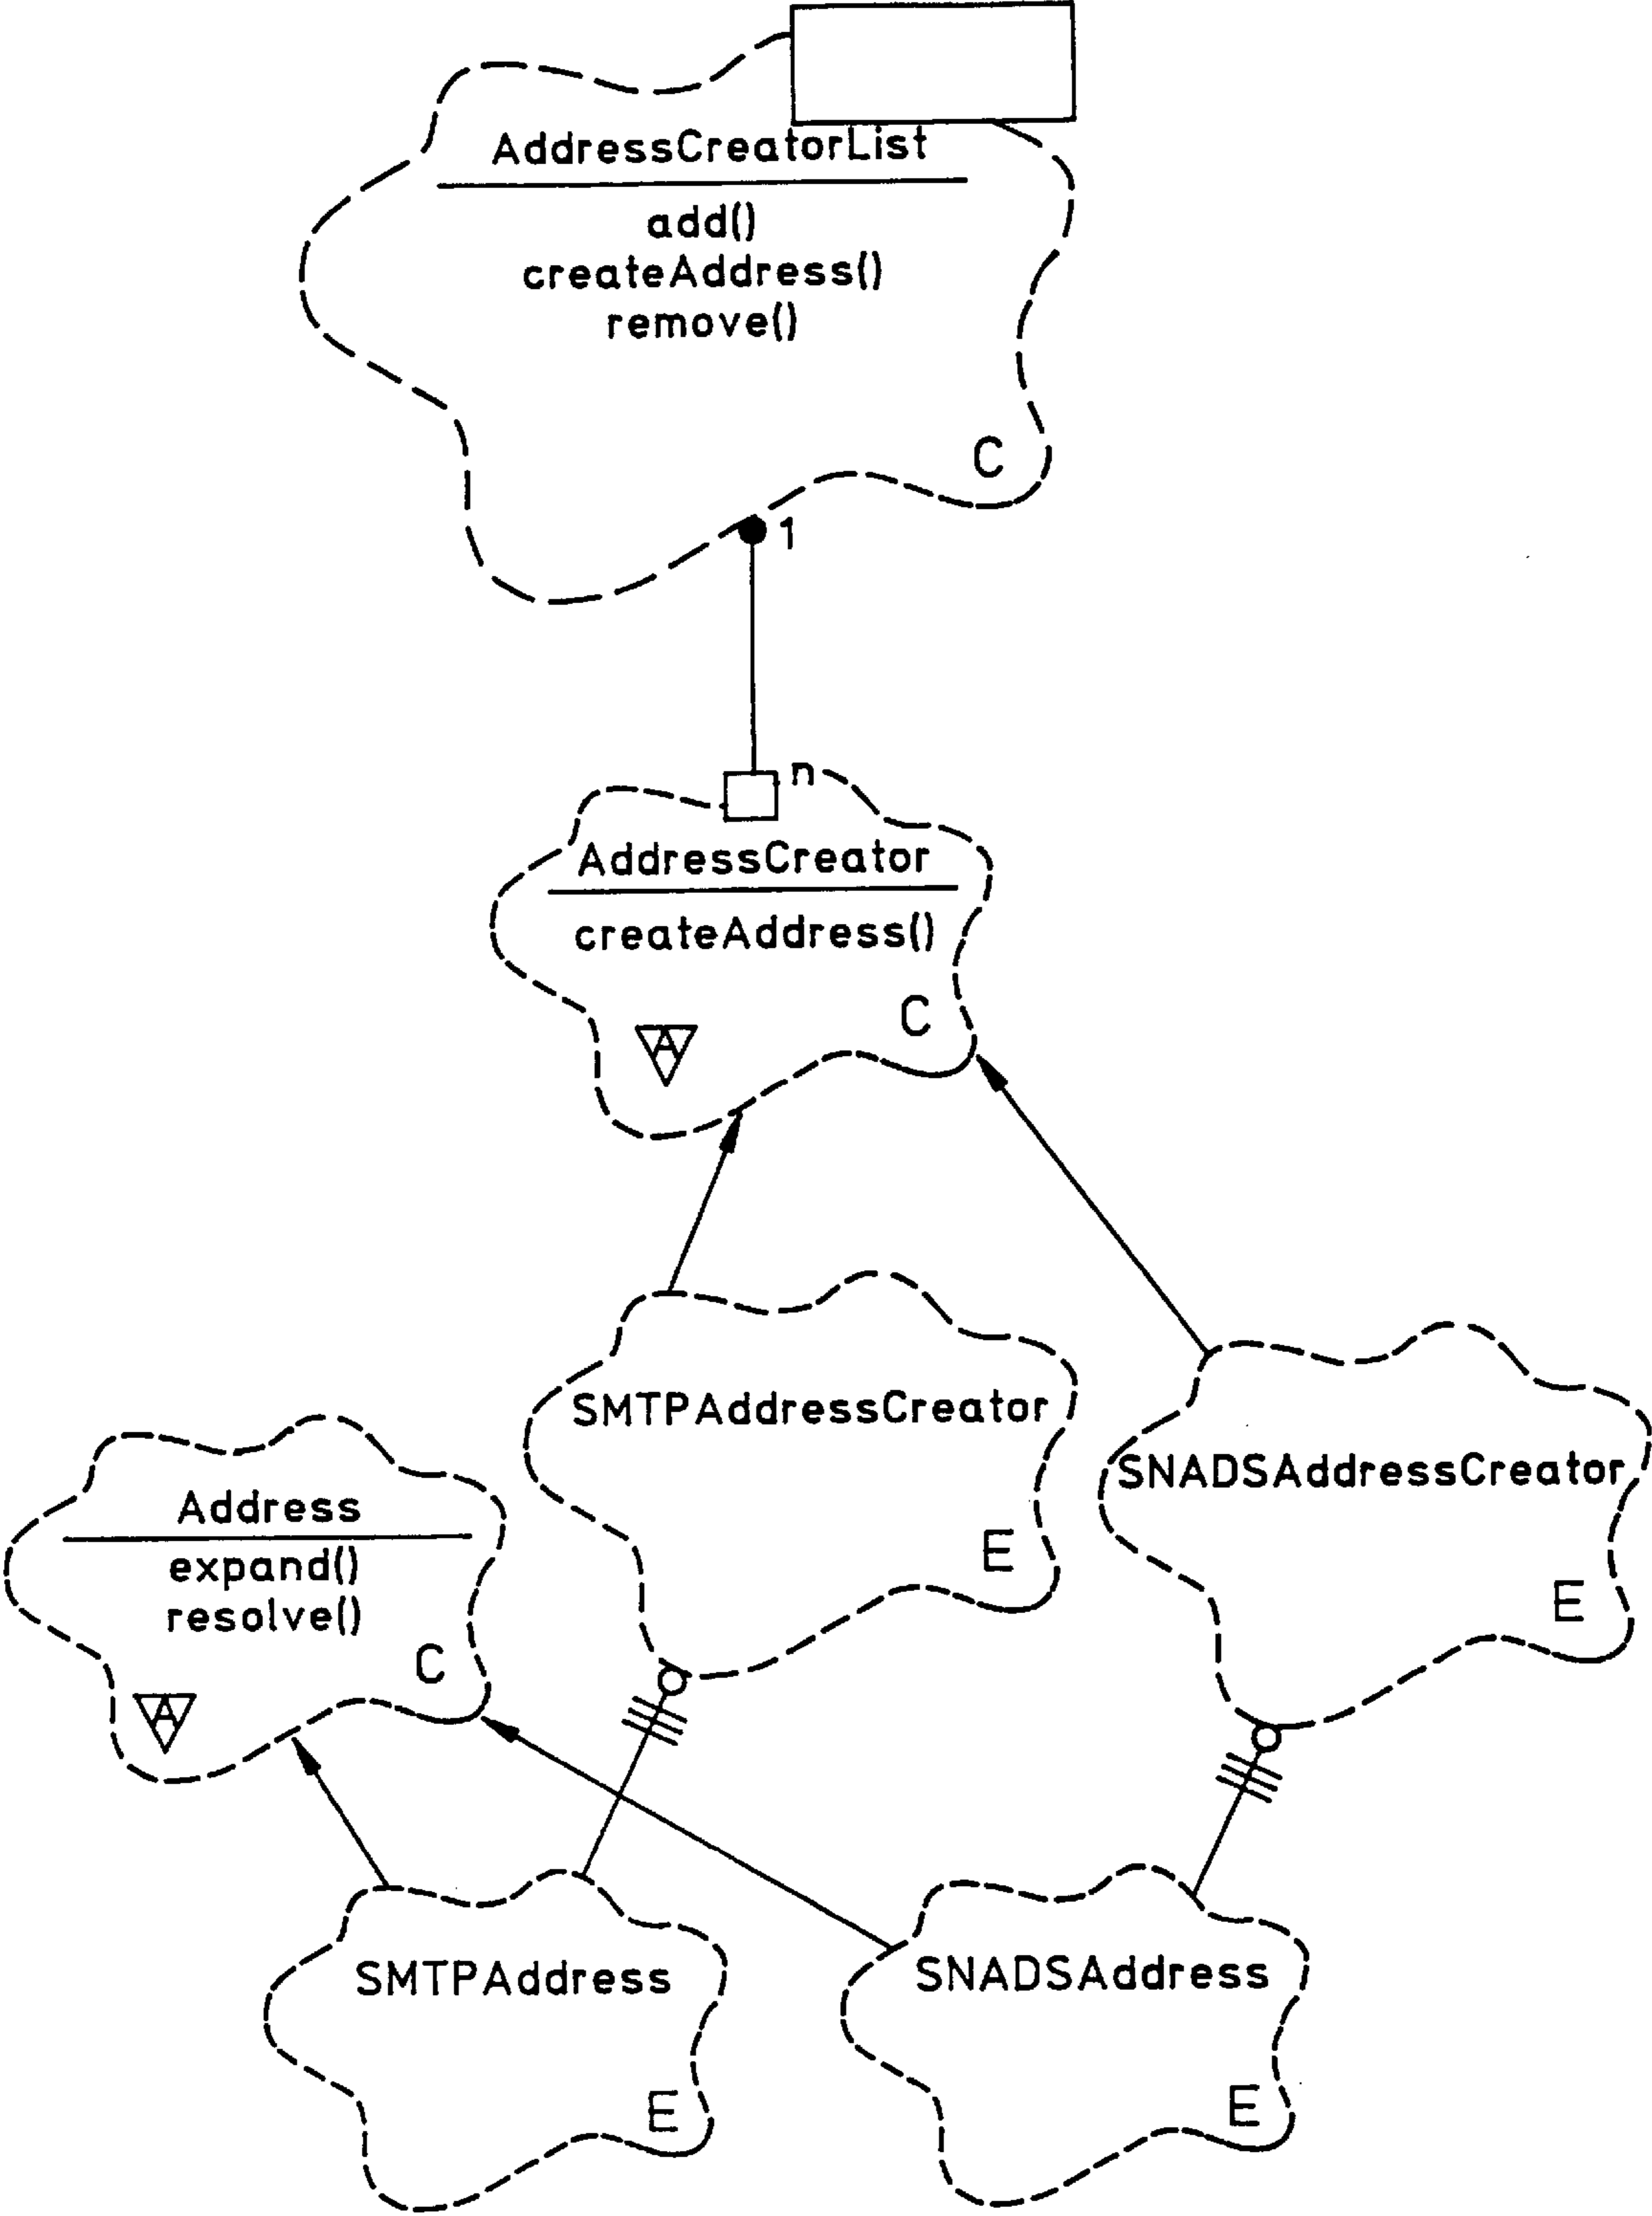 AddressCreatorList
add()
createAddress()
remove()
C
1
n
AddressCreator
createAddress()
C
A
SMTPAddressCreator
E
SNADSAddressCreator
E
Address
expand()
resolve()
C
A
SMTPAddress
E
SNADSAddress
E